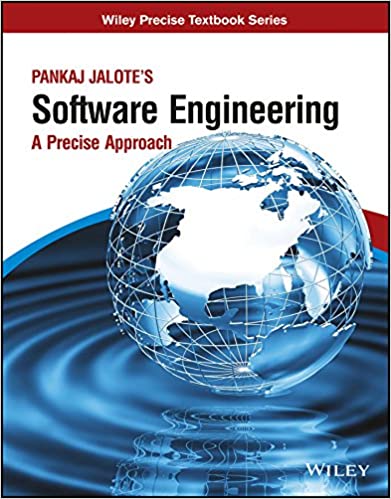 Wiley Precise Textbook Series
PANKAJ JALOTE'S
Software Engineering
A Precise Approach
WILEY